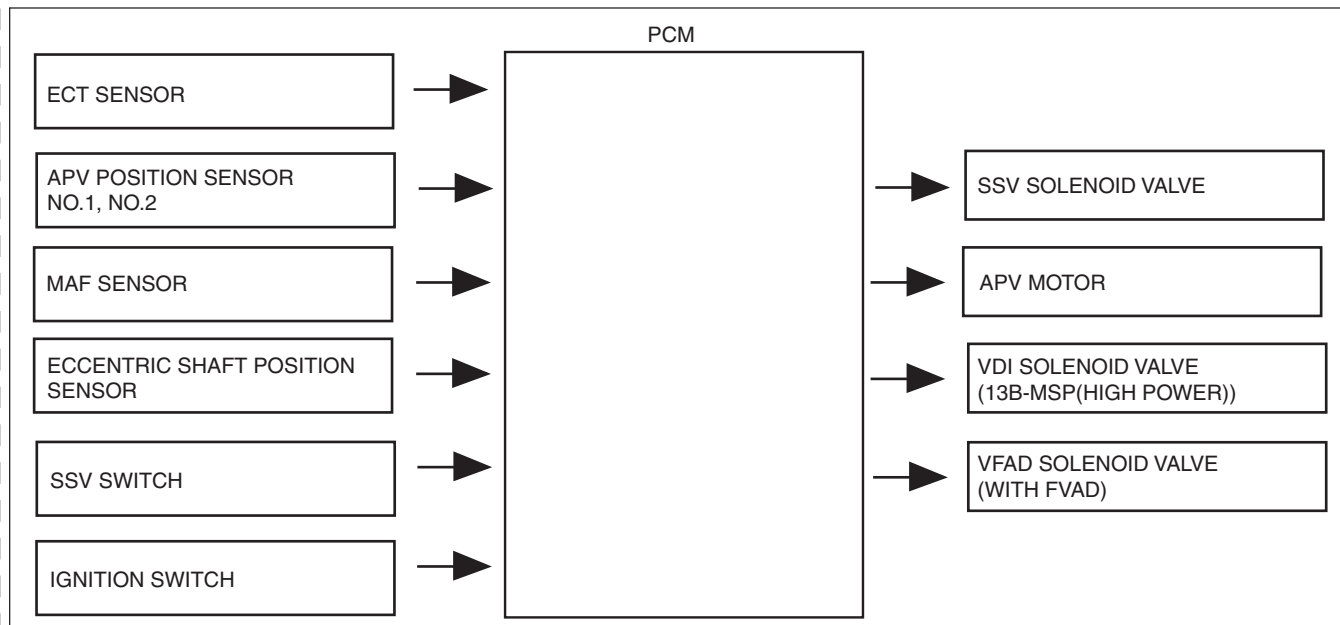 PCM
ECT SENSOR
APV POSITION SENSOR
NO.1, NO.2
MAF SENSOR
ECCENTRIC SHAFT POSITION
SENSOR
SSV SWITCH
IGNITION SWITCH
SSV SOLENOID VALVE
APV MOTOR
VDI SOLENOID VALVE
(13B-MSP(HIGH POWER))
VFAD SOLENOID VALVE
(WITH FVAD)